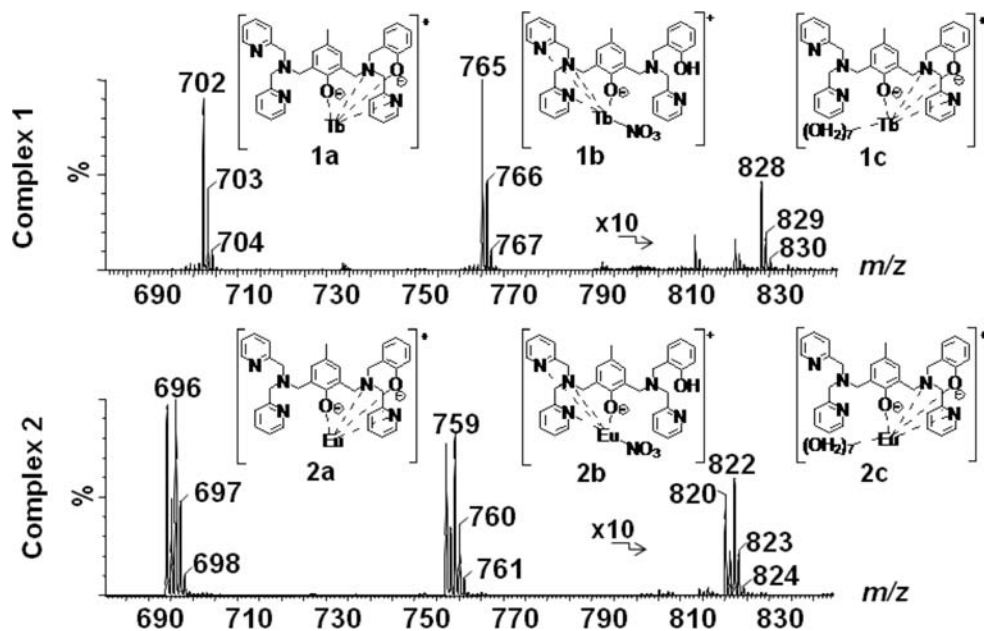 Complex 1
%
702
703
704
765
766
767
x10
828
829
830
m/z
690 710 730 750 770 790 810 830
N
N
N
N
O
O
N
Tb
+
1a
N
N
N
N
O
OH
N
Tb
NO₃
+
1b
N
N
N
N
O
O
N
(OH₂)₇
Tb
+
1c
Complex 2
%
696
697
698
759
760
761
x10
820
822
823
824
m/z
690 710 730 750 770 790 810 830
N
N
N
N
O
O
N
Eu
+
2a
N
N
N
N
O
OH
N
Eu
NO₃
+
2b
N
N
N
N
O
O
N
(OH₂)₇
Eu
+
2c